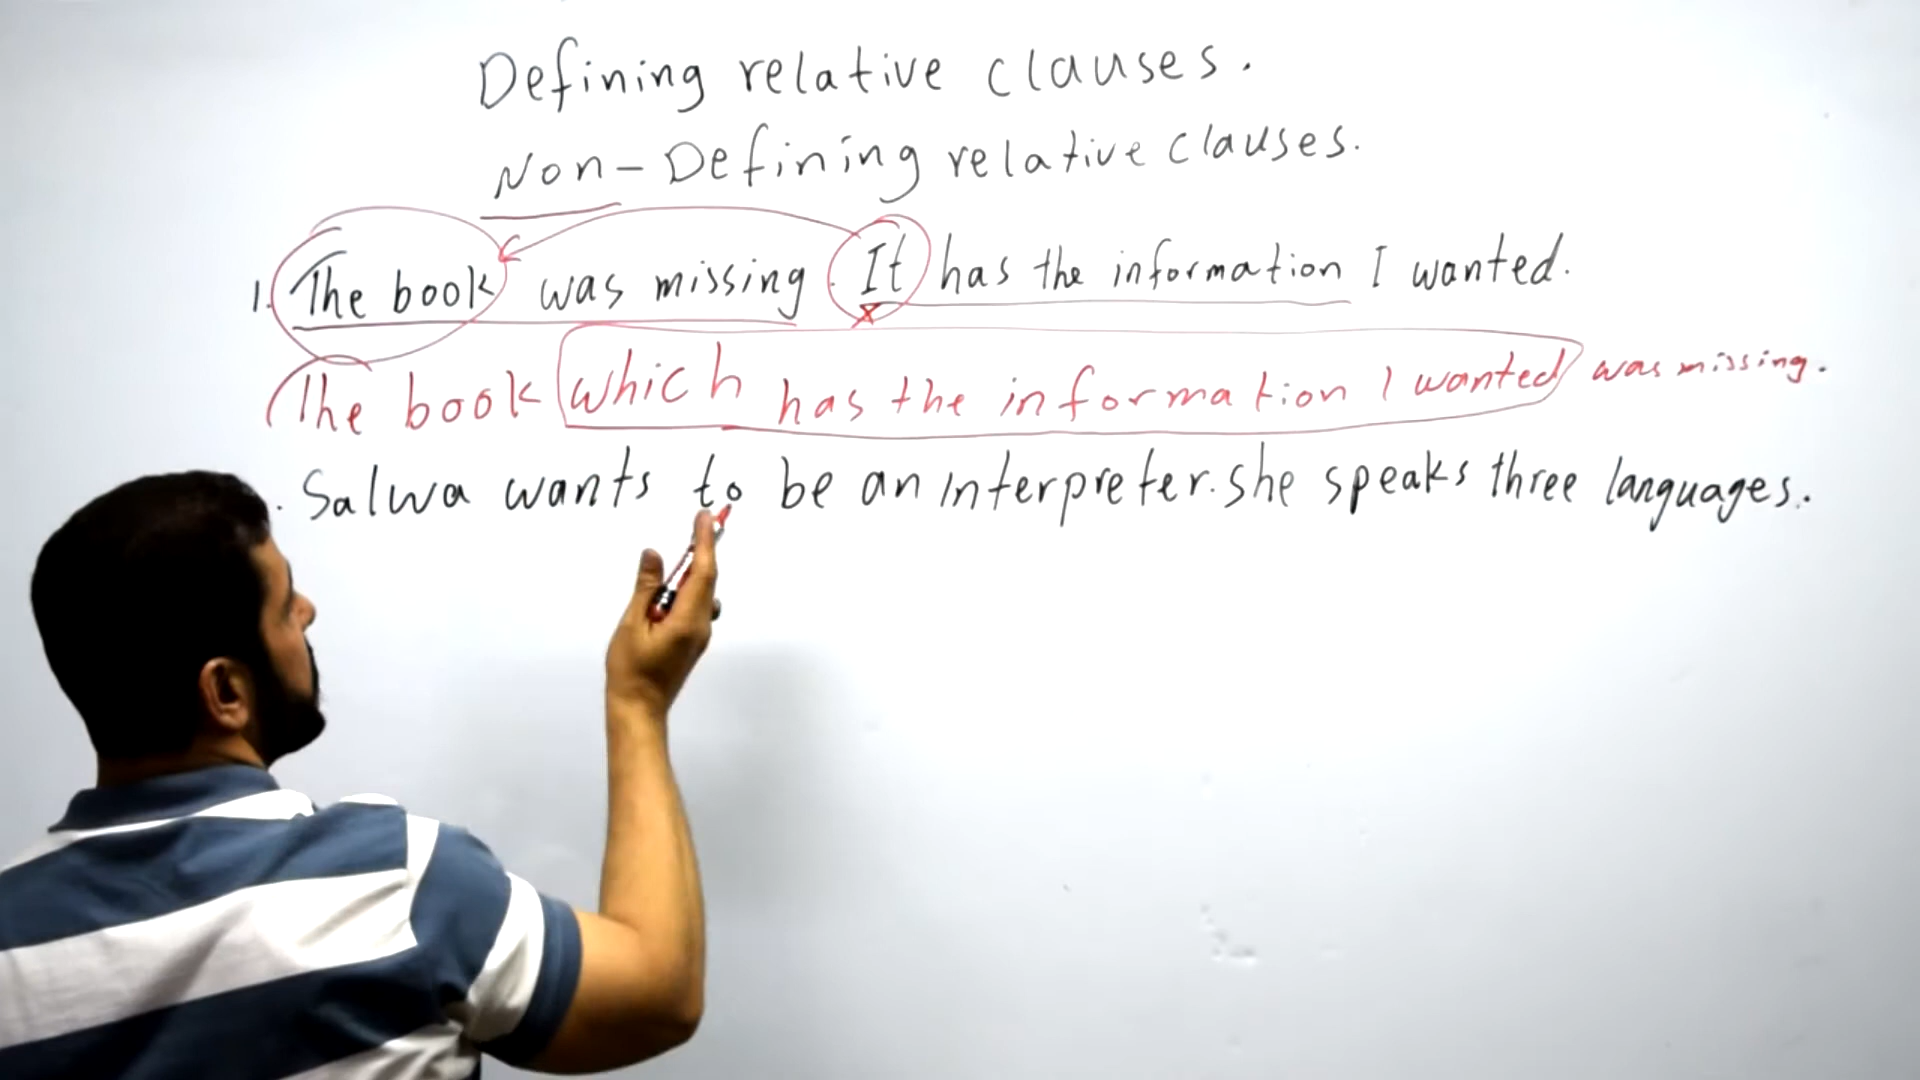 Defining relative clauses.
Non-Defining relative clauses.
1. The book was missing. It has the information I wanted.
The book which has the information I wanted was missing.
. Salwa wants to be an interpreter. she speaks three languages.